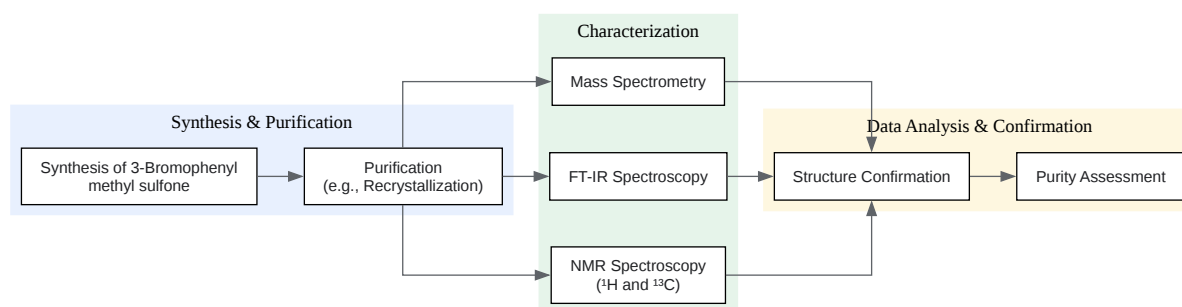 Characterization
Mass Spectrometry
Synthesis & Purification
Data Analysis & Confirmation
Synthesis of 3-Bromophenyl
methyl sulfone
Purification
(e.g., Recrystallization)
FT-IR Spectroscopy
Structure Confirmation
Purity Assessment
NMR Spectroscopy
(¹H and ¹³C)